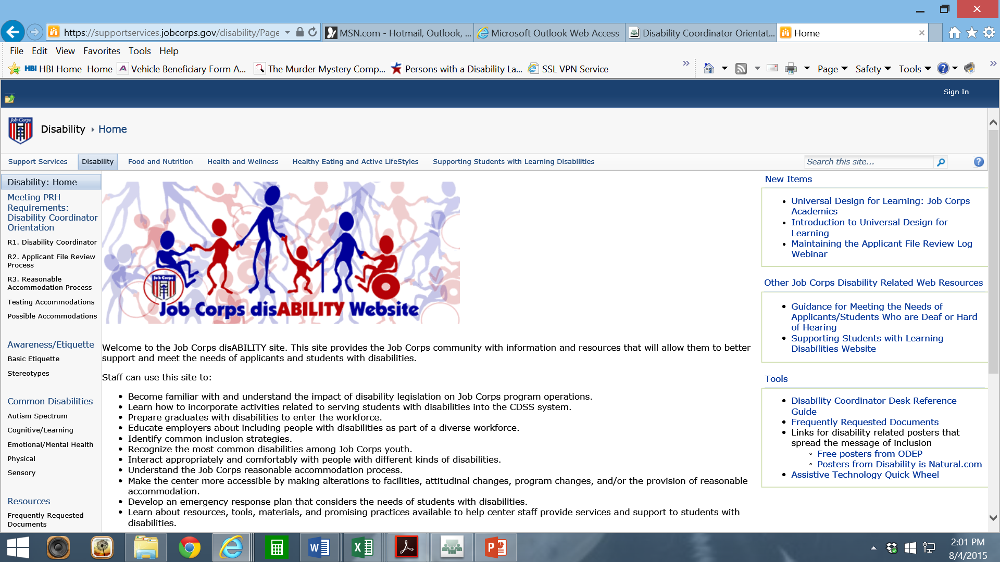 https://supportservices.jobcorps.gov/disability/Page
MSN.com - Hotmail, Outlook, ...
Microsoft Outlook Web Access
Disability Coordinator Orientat...
Home
File Edit View Favorites Tools Help
HBI HBI Home
Home
A Vehicle Beneficiary Form A...
The Murder Mystery Comp...
Persons with a Disability La...
SSL VPN Service
Page
Safety
Tools
Sign In
Job Corps
Disability
Home
Support Services
Disability
Food and Nutrition
Health and Wellness
Healthy Eating and Active LifeStyles
Supporting Students with Learning Disabilities
Search this site...
Disability: Home
Meeting PRH
Requirements:
Disability Coordinator
Orientation
R1. Disability Coordinator
R2. Applicant File Review
Process
R3. Reasonable
Accommodation Process
Testing Accommodations
Possible Accommodations
Awareness/Etiquette
Basic Etiquette
Stereotypes
Common Disabilities
Autism Spectrum
Cognitive/Learning
Emotional/Mental Health
Physical
Sensory
Resources
Frequently Requested
Documents
Job Corps
Job Corps disABILITY Website
Welcome to the Job Corps disABILITY site. This site provides the Job Corps community with information and resources that will allow them to better
support and meet the needs of applicants and students with disabilities.
Staff can use this site to:
• Become familiar with and understand the impact of disability legislation on Job Corps program operations.
• Learn how to incorporate activities related to serving students with disabilities into the CDSS system.
• Prepare graduates with disabilities to enter the workforce.
• Educate employers about including people with disabilities as part of a diverse workforce.
• Identify common inclusion strategies.
• Recognize the most common disabilities among Job Corps youth.
• Interact appropriately and comfortably with people with different kinds of disabilities.
• Understand the Job Corps reasonable accommodation process.
• Make the center more accessible by making alterations to facilities, attitudinal changes, program changes, and/or the provision of reasonable
accommodation.
• Develop an emergency response plan that considers the needs of students with disabilities.
• Learn about resources, tools, materials, and promising practices available to help center staff provide services and support to students with
disabilities.
New Items
• Universal Design for Learning: Job Corps
Academics
• Introduction to Universal Design for
Learning
• Maintaining the Applicant File Review Log
Webinar
Other Job Corps Disability Related Web Resources
• Guidance for Meeting the Needs of
Applicants/Students Who are Deaf or Hard
of Hearing
• Supporting Students with Learning
Disabilities Website
Tools
• Disability Coordinator Desk Reference
Guide
• Frequently Requested Documents
• Links for disability related posters that
spread the message of inclusion
◦ Free posters from ODEP
◦ Posters from Disability is Natural.com
• Assistive Technology Quick Wheel
2:01 PM
8/4/2015